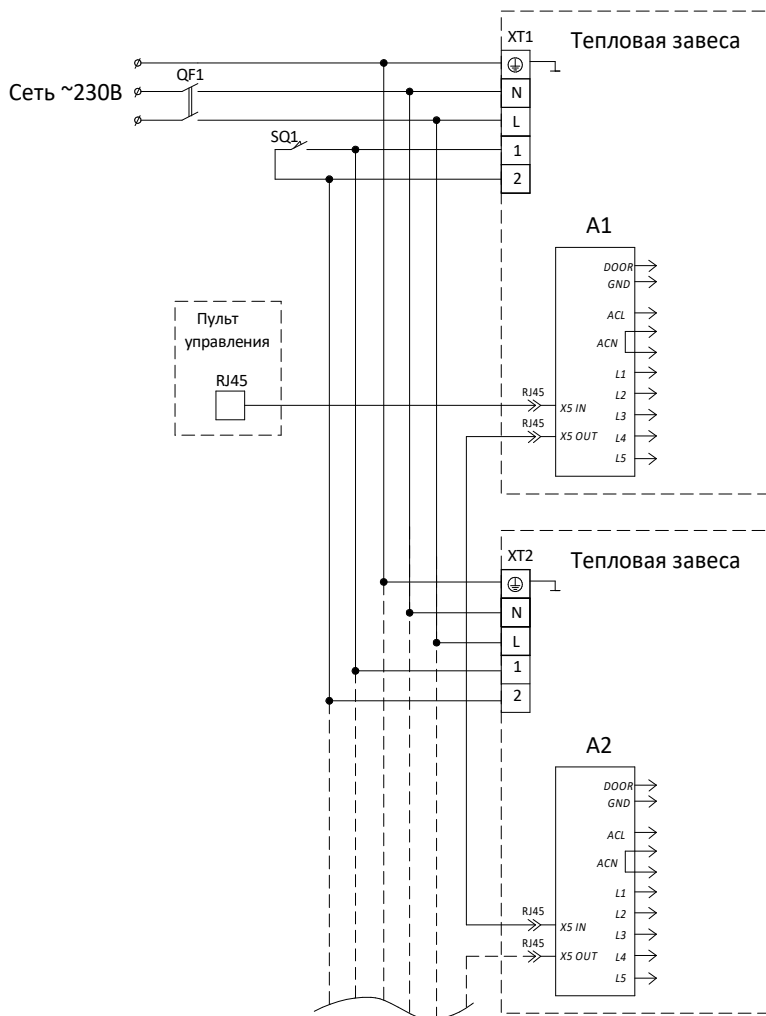 XT1
Тепловая завеса
QF1
Сеть ~230В
N
L
SQ1
1
2
A1
DOOR
GND
ACL
ACN
L1
L2
L3
L4
L5
Пульт
управления
RJ45
RJ45
X5 IN
RJ45
X5 OUT
XT2
Тепловая завеса
N
L
1
2
A2
DOOR
GND
ACL
ACN
L1
L2
L3
L4
L5
RJ45
X5 IN
RJ45
X5 OUT